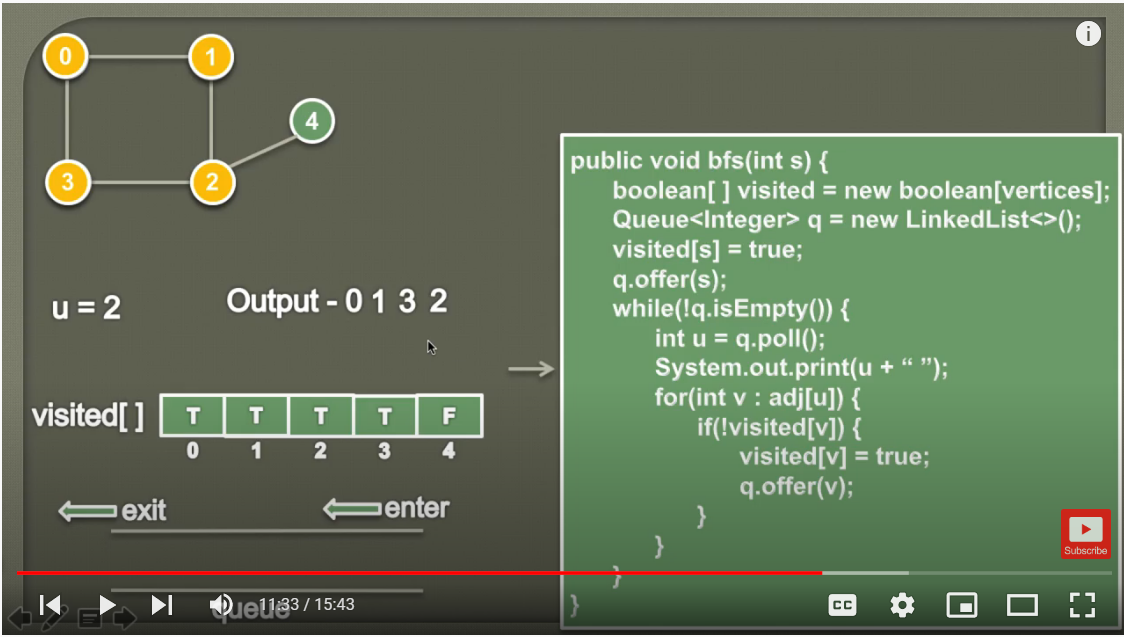 0
1
4
3
2
u = 2
Output - 0 1 3 2
visited[ ]
T T T T F
0 1 2 3 4
exit
enter
queue
public void bfs(int s) {
boolean[ ] visited = new boolean[vertices];
Queue<Integer> q = new LinkedList<>();
visited[s] = true;
q.offer(s);
while(!q.isEmpty()) {
int u = q.poll();
System.out.print(u + “ ”);
for(int v : adj[u]) {
if(!visited[v]) {
visited[v] = true;
q.offer(v);
}
}
}
}
i
Subscribe
11:33 / 15:43
CC